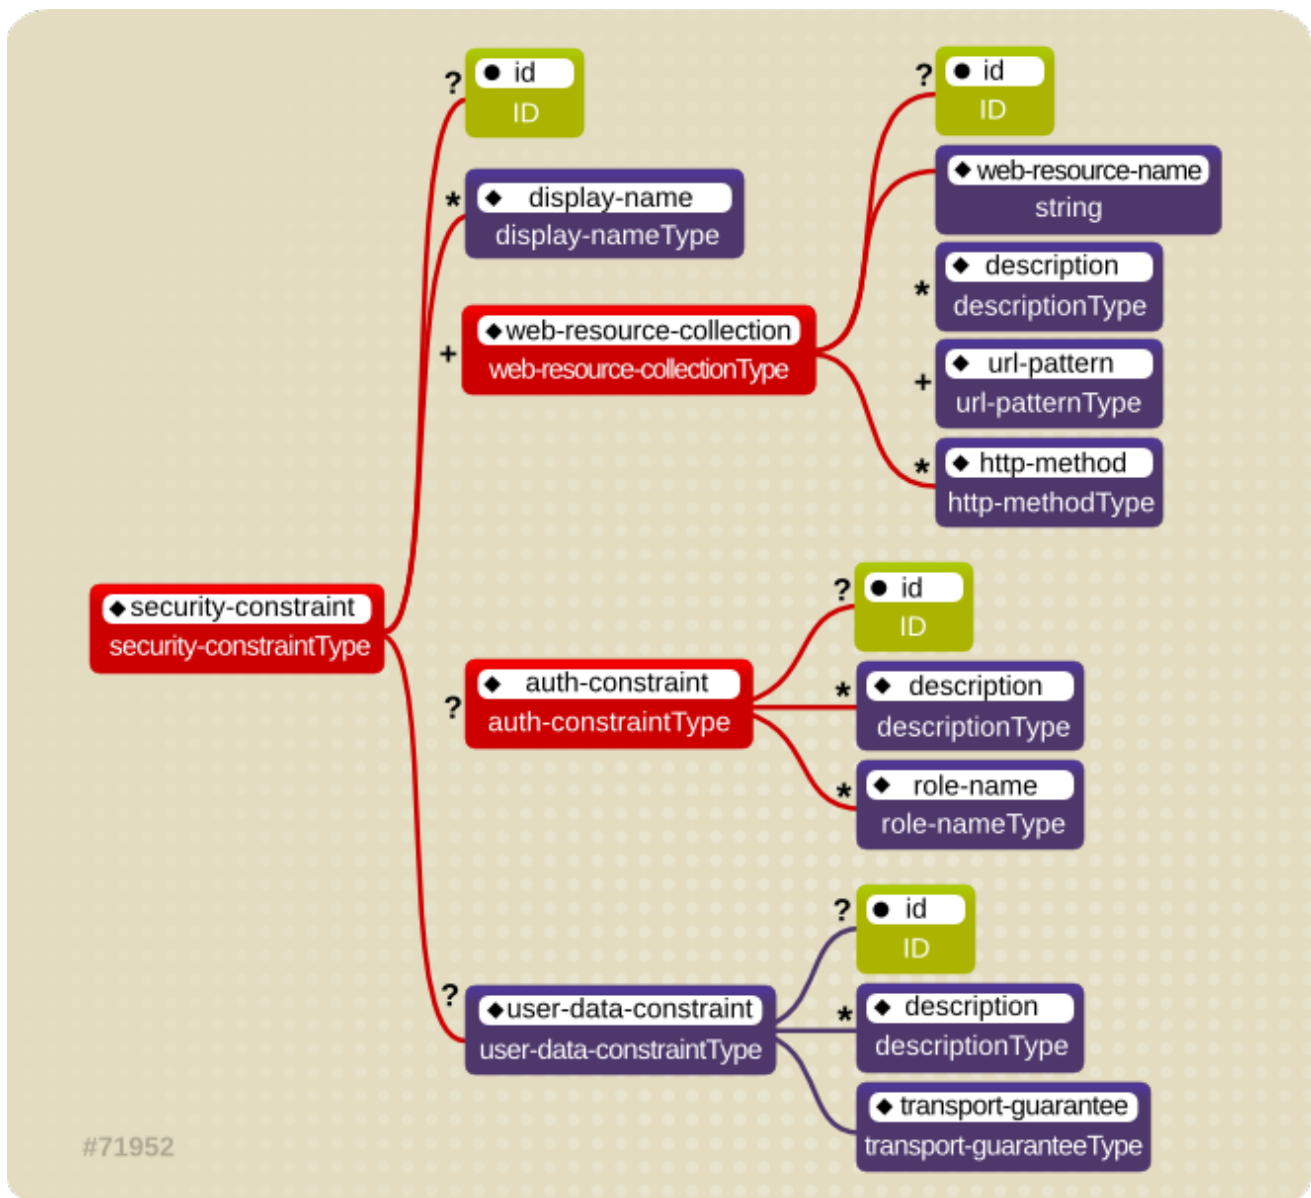 ? id
ID
* display-name
display-nameType
+ web-resource-collection
web-resource-collectionType
? id
ID
web-resource-name
string
* description
descriptionType
+ url-pattern
url-patternType
* http-method
http-methodType
security-constraint
security-constraintType
? auth-constraint
auth-constraintType
? id
ID
* description
descriptionType
* role-name
role-nameType
? user-data-constraint
user-data-constraintType
? id
ID
* description
descriptionType
transport-guarantee
transport-guaranteeType
#71952